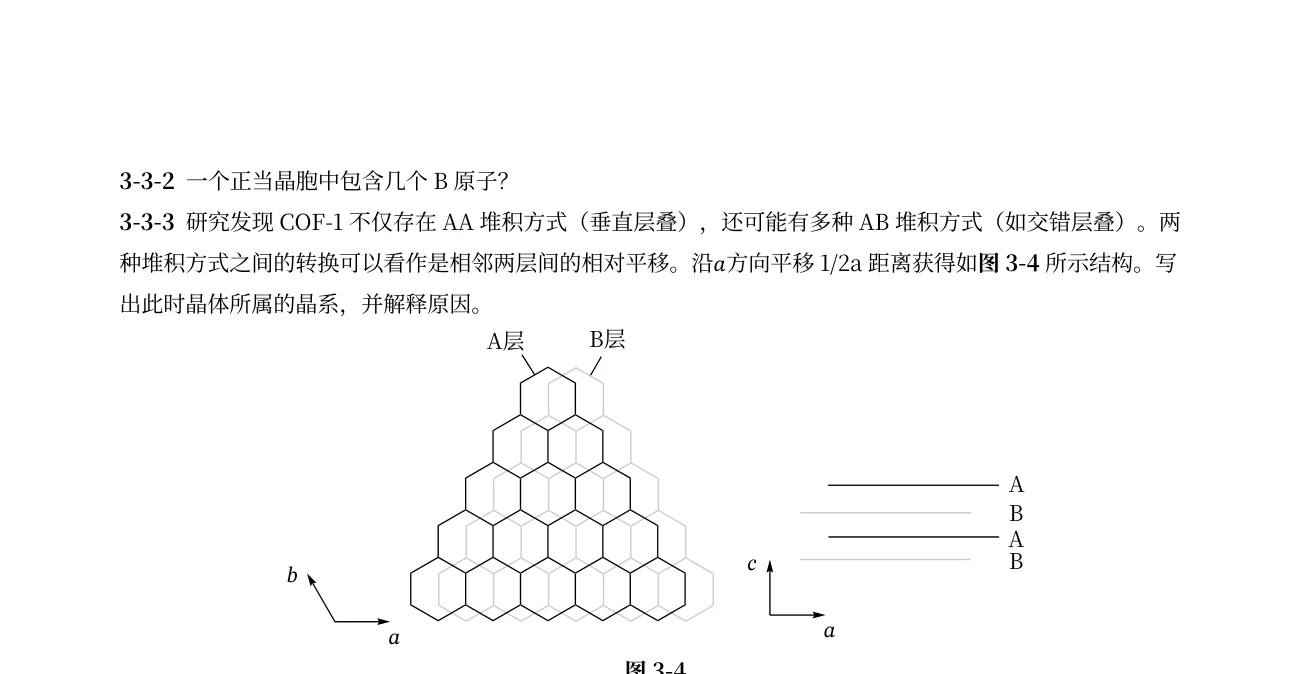 3-3-2 一个正当晶胞中包含几个 B 原子？
3-3-3 研究发现 COF-1 不仅存在 AA 堆积方式（垂直层叠），还可能有多种 AB 堆积方式（如交错层叠）。两
种堆积方式之间的转换可以看作是相邻两层间的相对平移。沿a方向平移 1/2a 距离获得如图 3-4 所示结构。写
出此时晶体所属的晶系，并解释原因。
A层
B层
A
B
A
B
b
a
c
a
图 3-4